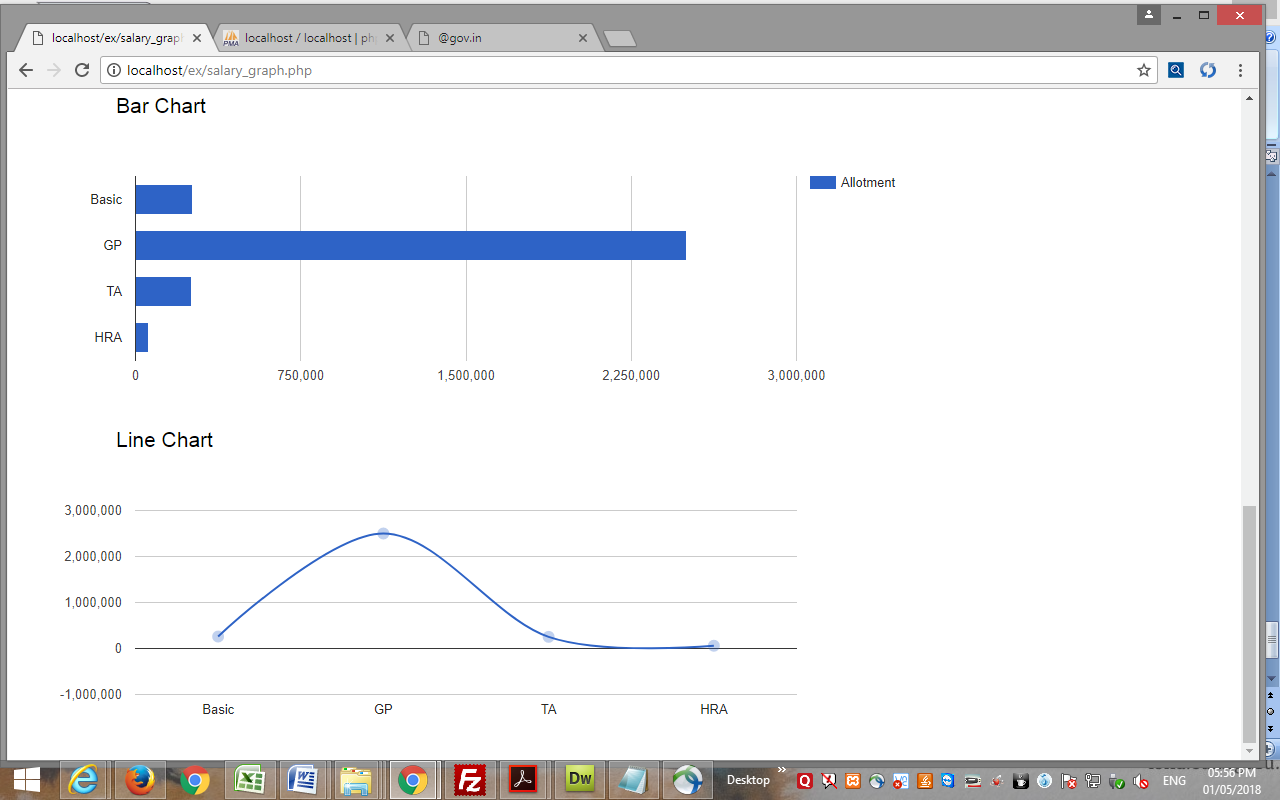 localhost/ex/salary_grap
localhost / localhost | ph
@gov.in
localhost/ex/salary_graph.php
Bar Chart
Allotment
Basic
GP
TA
HRA
0
750,000
1,500,000
2,250,000
3,000,000
Line Chart
3,000,000
2,000,000
1,000,000
0
-1,000,000
Basic
GP
TA
HRA
Desktop
ENG
05:56 PM
01/05/2018